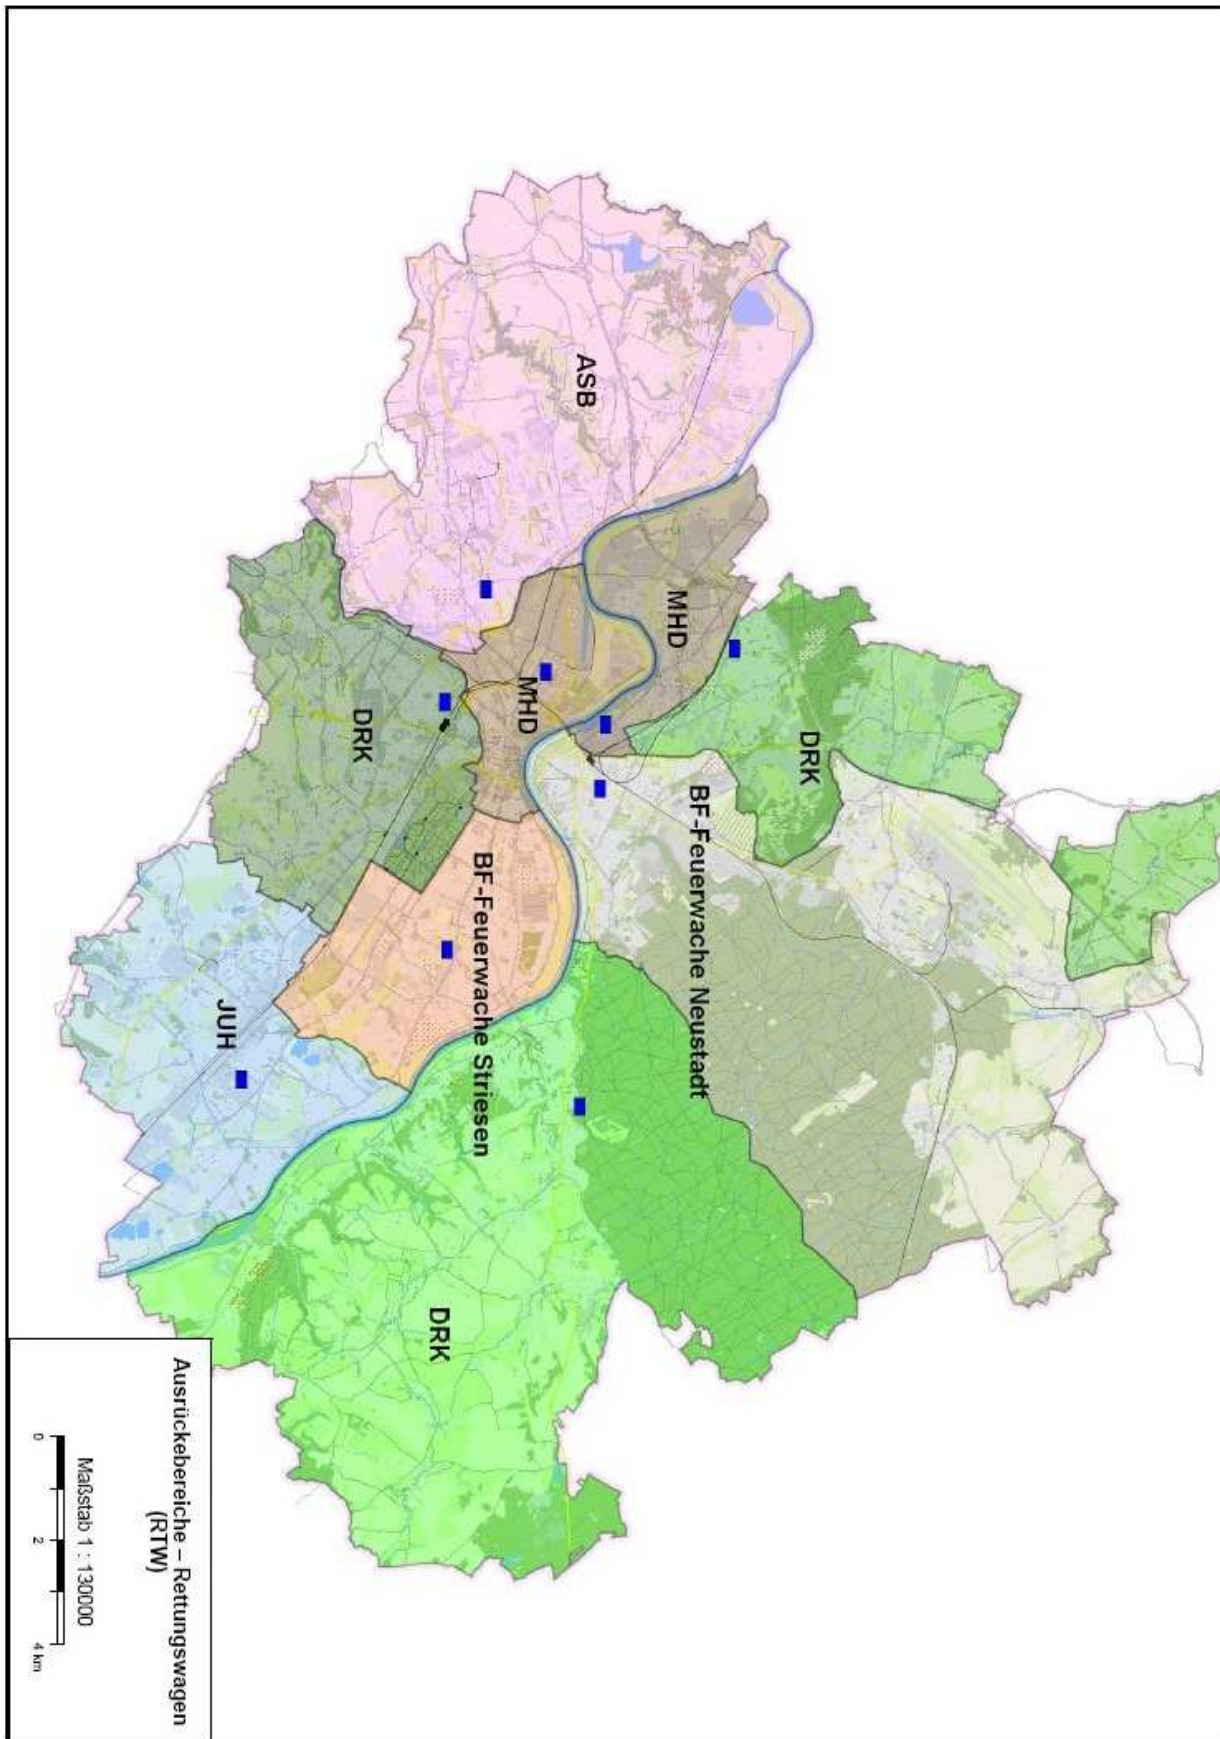 ASB
MHD
MHD
DRK
DRK
BF-Feuerwache Neustadt
BF-Feuerwache Striesen
JUH
DRK
Ausrückebereiche – Rettungswagen
(RTW)
Maßstab 1 : 130000
0 2 4 km